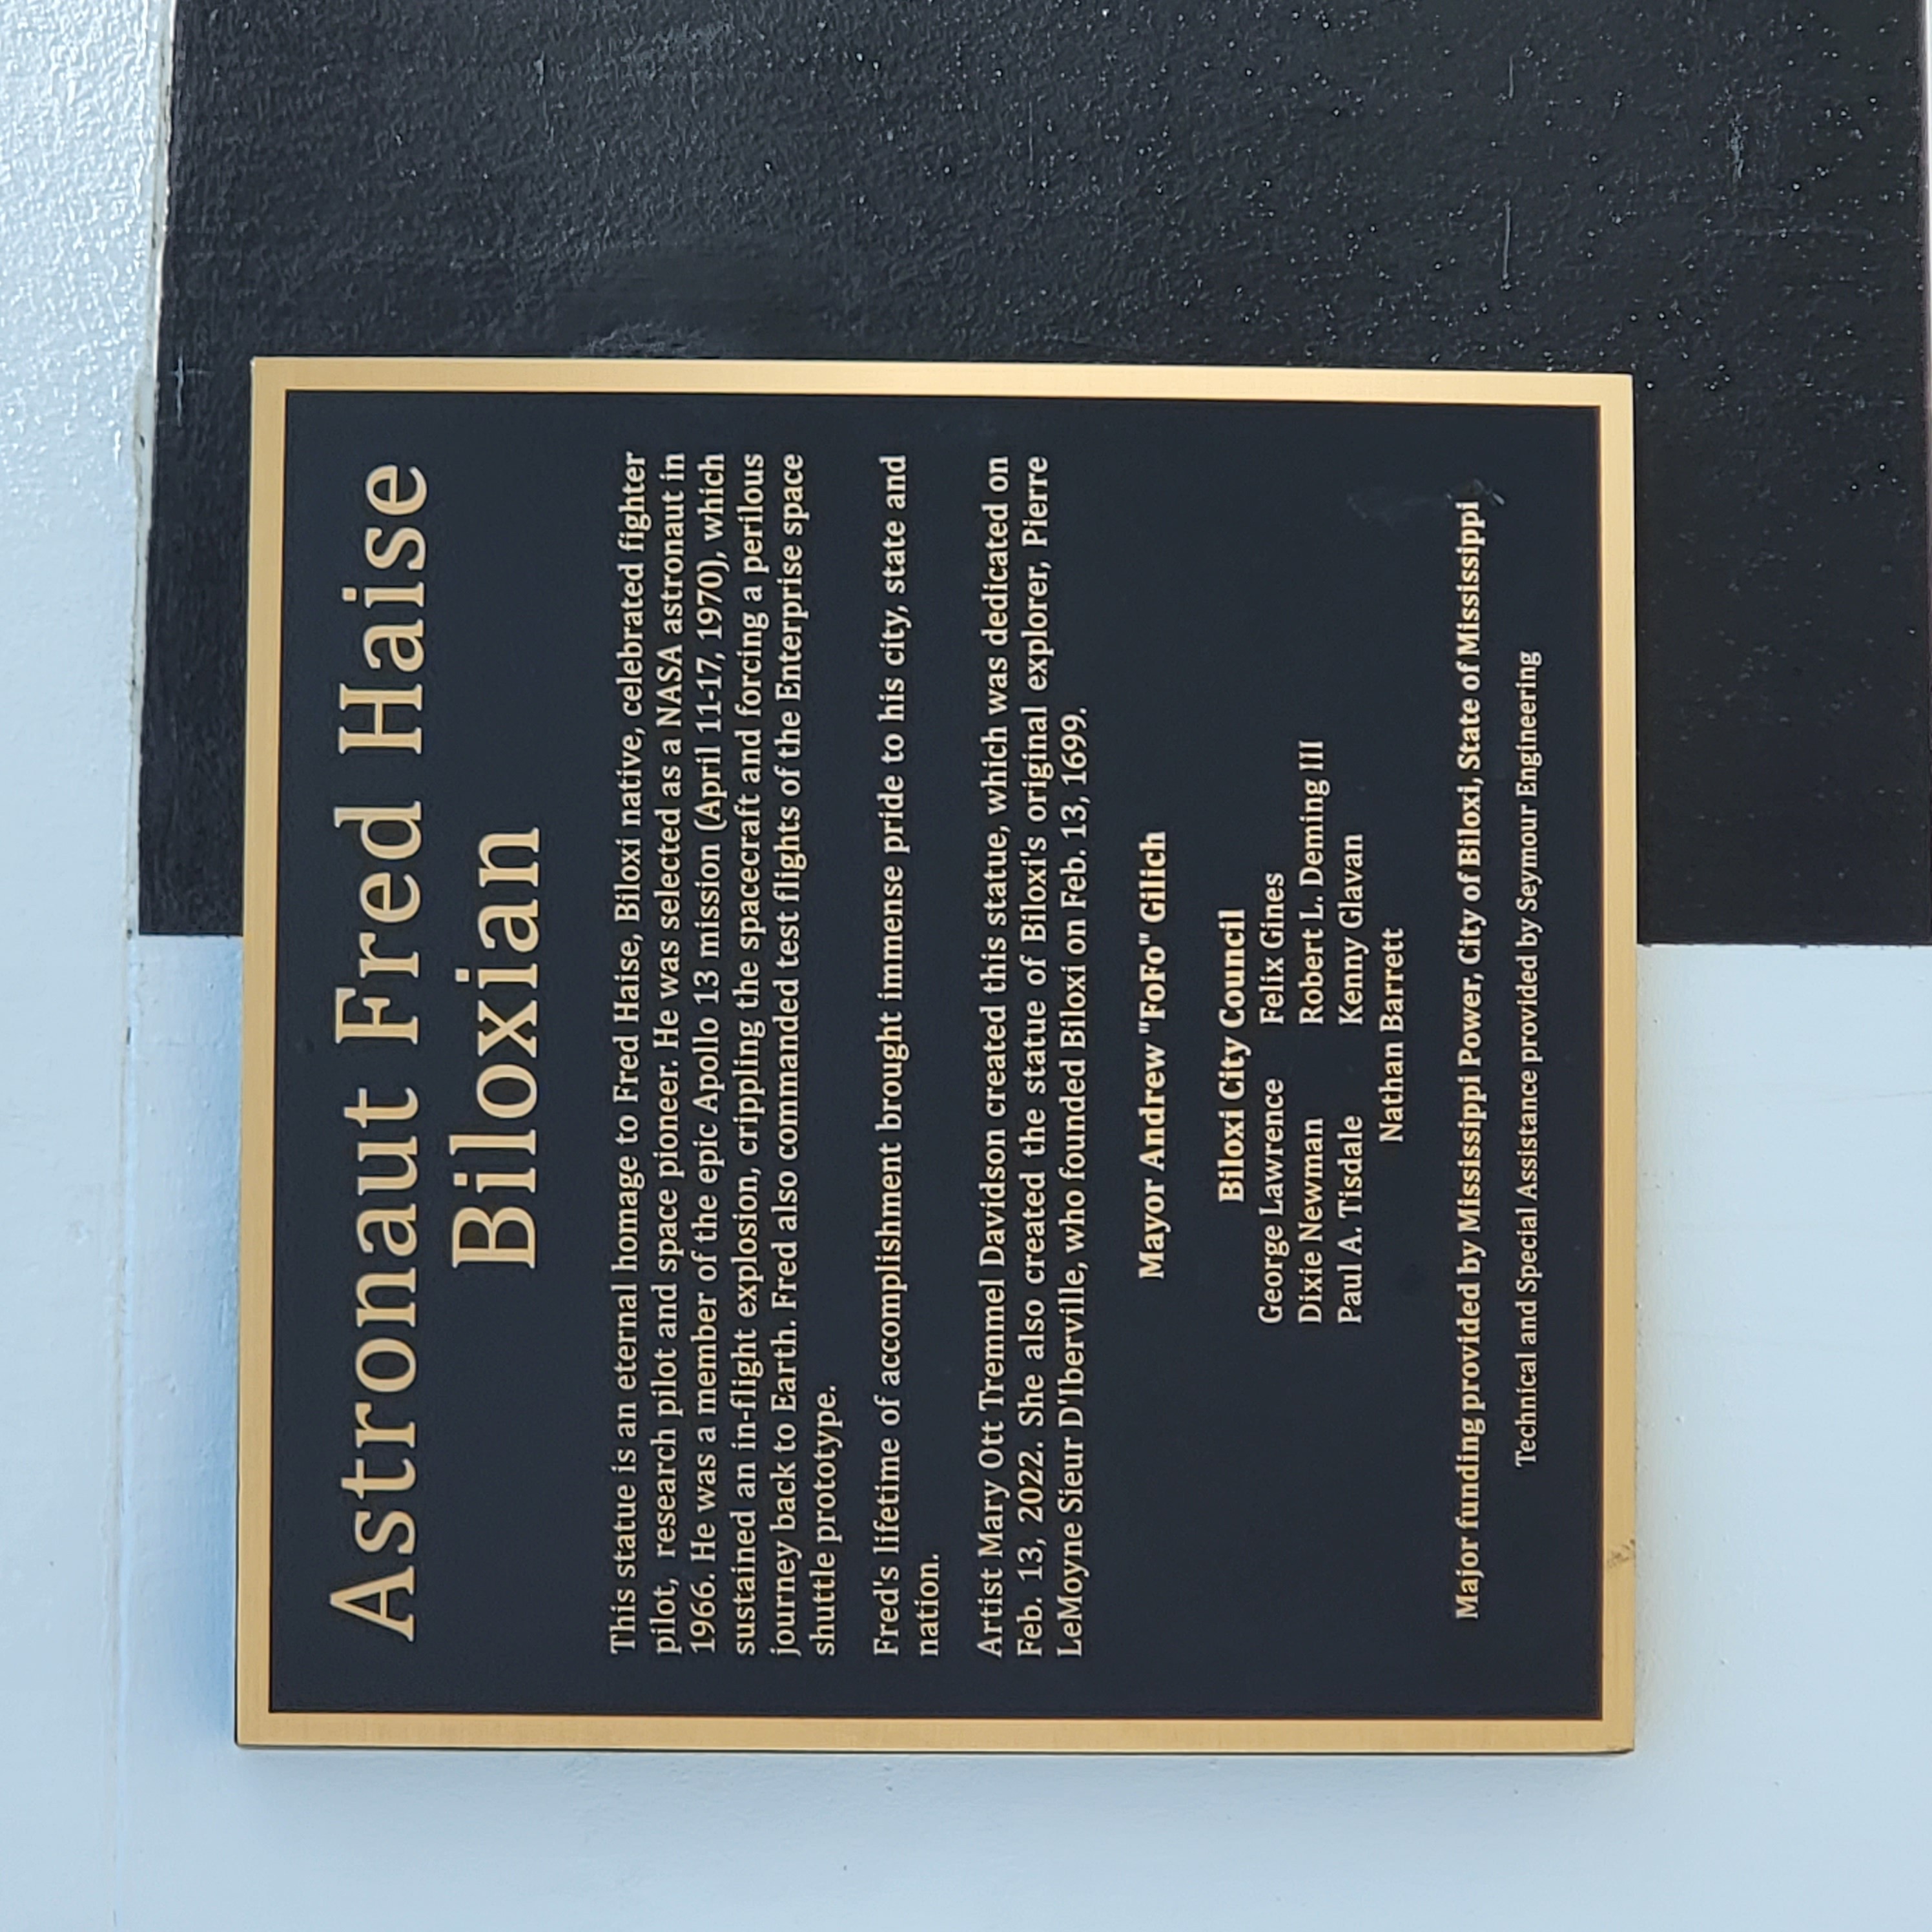 Astronaut Fred Haise
Biloxian
This statue is an eternal homage to Fred Haise, Biloxi native, celebrated fighter
pilot, research pilot and space pioneer. He was selected as a NASA astronaut in
1966. He was a member of the epic Apollo 13 mission (April 11-17, 1970), which
sustained an in-flight explosion, crippling the spacecraft and forcing a perilous
journey back to Earth. Fred also commanded test flights of the Enterprise space
shuttle prototype.
Fred's lifetime of accomplishment brought immense pride to his city, state and
nation.
Artist Mary Ott Tremmel Davidson created this statue, which was dedicated on
Feb. 13, 2022. She also created the statue of Biloxi's original explorer, Pierre
LeMoyne Sieur D'Iberville, who founded Biloxi on Feb. 13, 1699.
Mayor Andrew "FoFo" Gilich
Biloxi City Council
George Lawrence Felix Gines
Dixie Newman Robert L. Deming III
Paul A. Tisdale Kenny Glavan
Nathan Barrett
Major funding provided by Mississippi Power, City of Biloxi, State of Mississippi
Technical and Special Assistance provided by Seymour Engineering